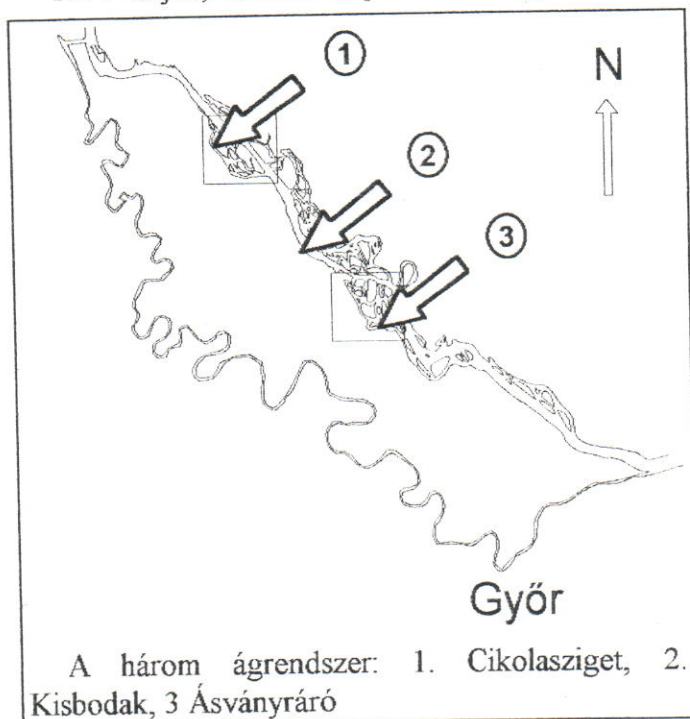 1
N
2
3
Győr
A három ágrendszer: 1. Cikolasziget, 2.
Kisbodak, 3 Ásványráró